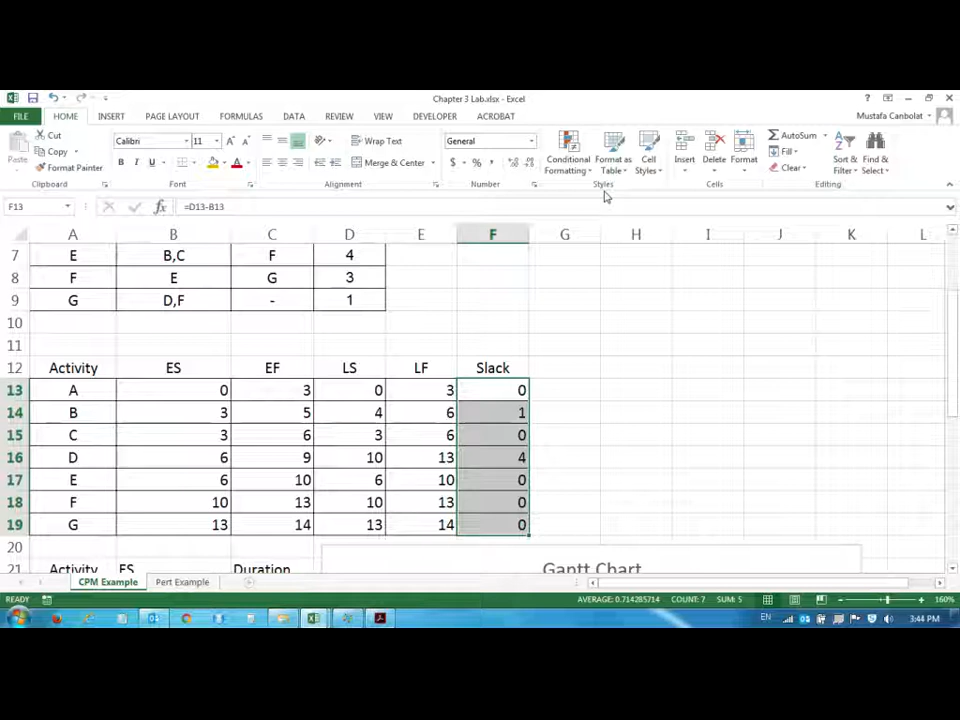 Chapter 3 Lab.xlsx - Excel
FILE HOME INSERT PAGE LAYOUT FORMULAS DATA REVIEW VIEW DEVELOPER ACROBAT Mustafa Canbolat
Paste Cut Copy Format Painter Clipboard
Calibri 11 B I U A Font
Wrap Text Merge & Center Alignment
General $ % , Number
Conditional Formatting Format as Table Cell Styles Styles
Insert Delete Format Cells
AutoSum Fill Clear Sort & Filter Find & Select Editing
F13 fx =D13-B13
A B C D E F G H I J K L
7 E B,C F 4
8 F E G 3
9 G D,F - 1
10
11
12 Activity ES EF LS LF Slack
13 A 0 3 0 3 0
14 B 3 5 4 6 1
15 C 3 6 3 6 0
16 D 6 9 10 13 4
17 E 6 10 6 10 0
18 F 10 13 10 13 0
19 G 13 14 13 14 0
20
21 Activity ES Duration Gantt Chart
CPM Example Pert Example
READY AVERAGE: 0.714285714 COUNT: 7 SUM: 5 160%
EN 3:44 PM